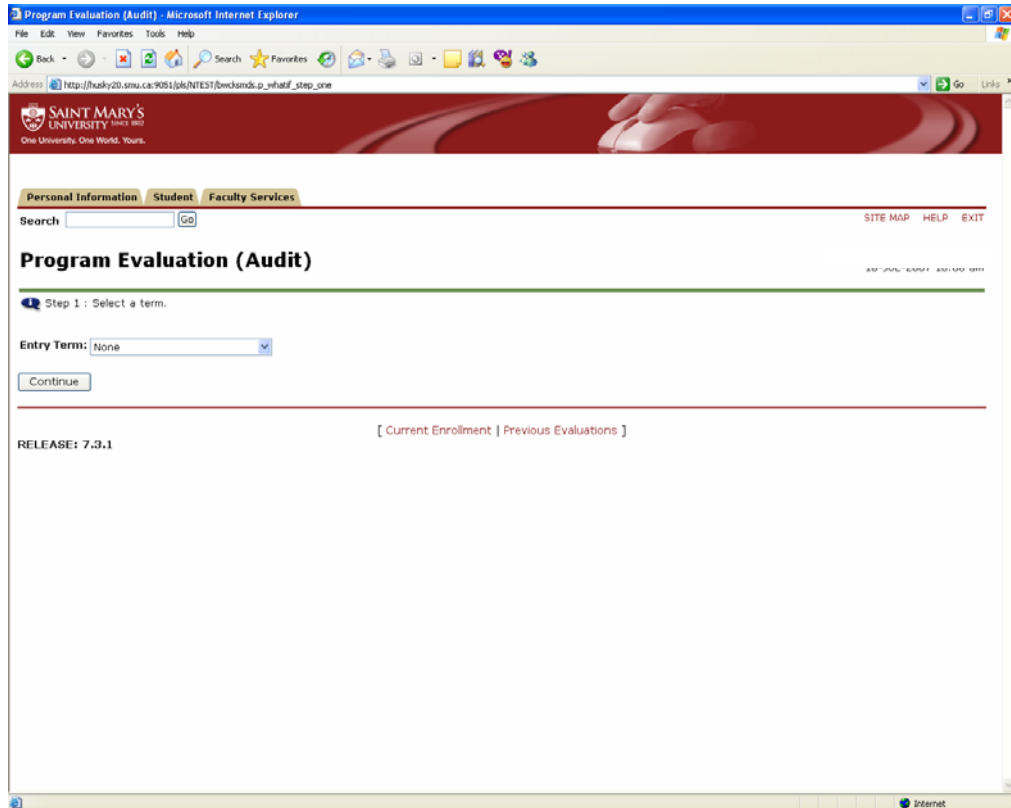 Program Evaluation (Audit) - Microsoft Internet Explorer
File Edit View Favorites Tools Help
Back Search Favorites
Address http://husky20.smu.ca:9051/pls/NTEST/bwcksmds.p_whatif_step_one Go Links
SAINT MARY'S
UNIVERSITY SINCE 1802
One University. One World. Yours.
Personal Information Student Faculty Services
Search Go SITE MAP HELP EXIT
Program Evaluation (Audit)
Step 1 : Select a term.
Entry Term: None
Continue
[ Current Enrollment | Previous Evaluations ]
RELEASE: 7.3.1
Internet